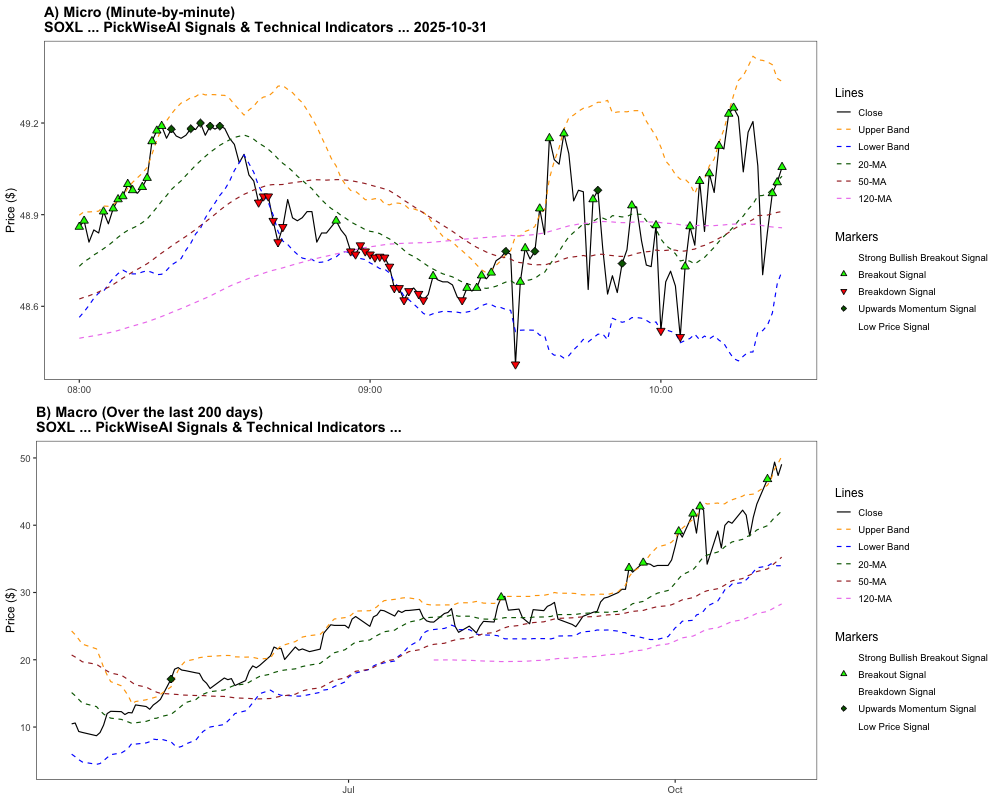 A) Micro (Minute-by-minute)
SOXL ... PickWiseAI Signals & Technical Indicators ... 2025-10-31
Price ($)
49.2
48.9
48.6
08:00
09:00
10:00
Lines
Close
Upper Band
Lower Band
20-MA
50-MA
120-MA
Markers
Strong Bullish Breakout Signal
Breakout Signal
Breakdown Signal
Upwards Momentum Signal
Low Price Signal
B) Macro (Over the last 200 days)
SOXL ... PickWiseAI Signals & Technical Indicators ...
Price ($)
50
40
30
20
10
Jul
Oct
Lines
Close
Upper Band
Lower Band
20-MA
50-MA
120-MA
Markers
Strong Bullish Breakout Signal
Breakout Signal
Breakdown Signal
Upwards Momentum Signal
Low Price Signal